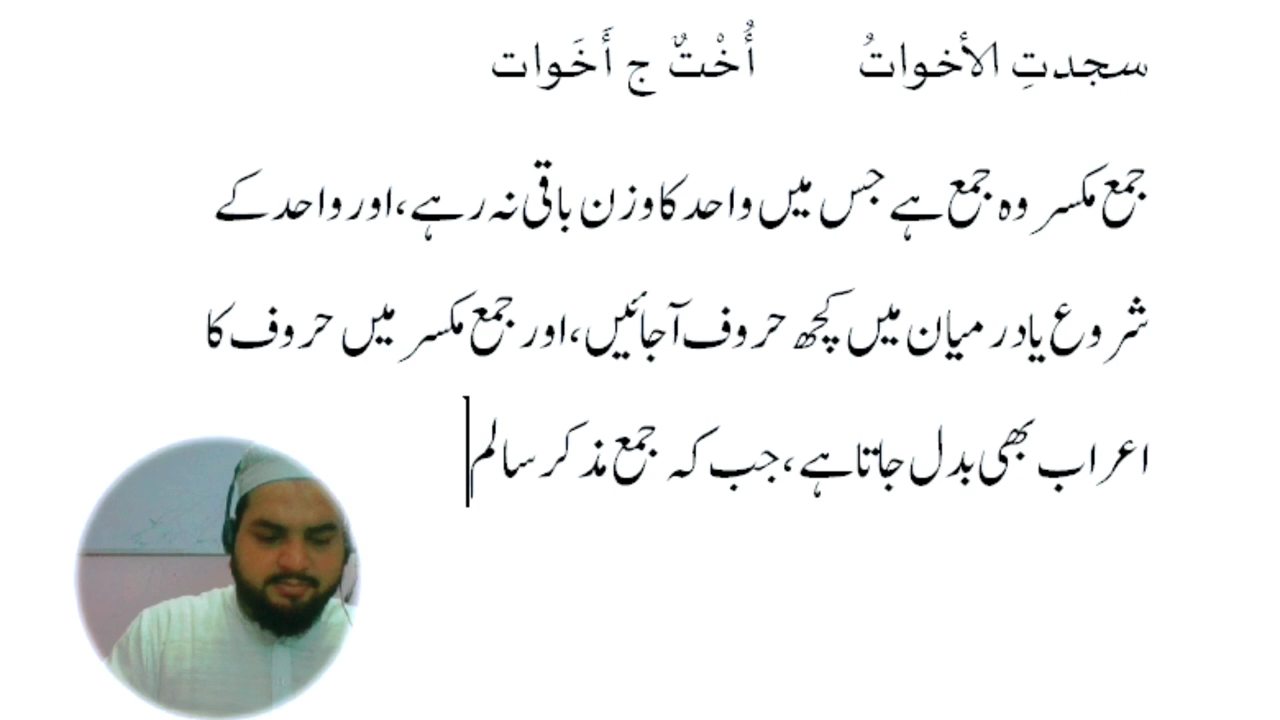 سجدتِ الأخواتُ أُخْتٌ ج أَخَوات
جمع مکسر وہ جمع ہے جس میں واحد کا وزن باقی نہ رہے، اور واحد کے
شروع یا درمیان میں کچھ حروف آجائیں، اور جمع مکسر میں حروف کا
اعراب بھی بدل جاتا ہے، جب کہ جمع مذکر سالم